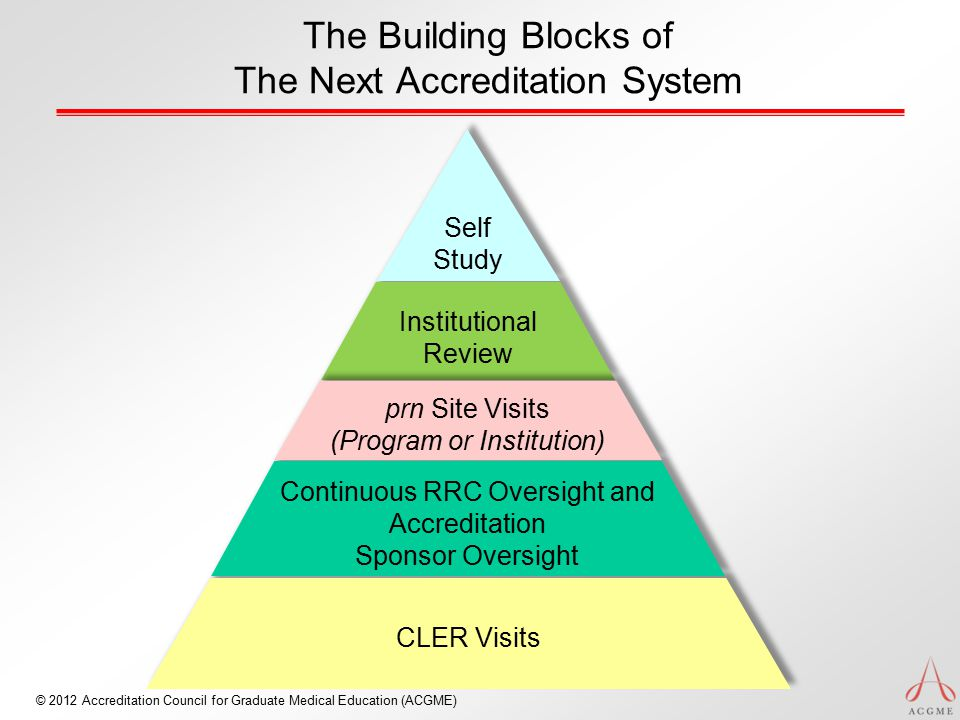 The Building Blocks of
The Next Accreditation System
Self
Study
Institutional
Review
prn Site Visits
(Program or Institution)
Continuous RRC Oversight and
Accreditation
Sponsor Oversight
CLER Visits
© 2012 Accreditation Council for Graduate Medical Education (ACGME)
ACGME